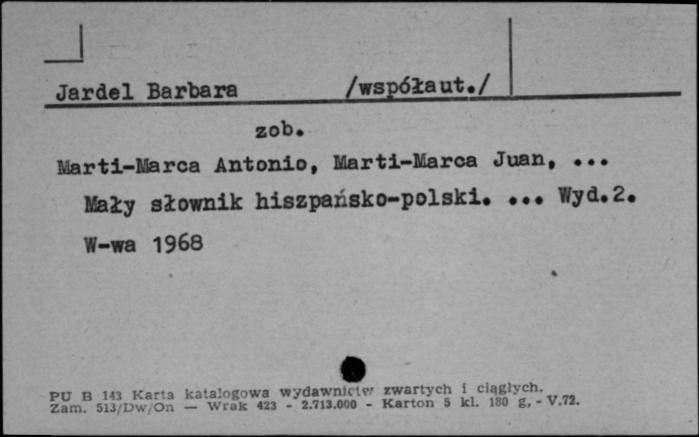 Jardel Barbara /współaut./
zob.
Marti-Marca Antonio, Marti-Marca Juan, ...
Mały słownik hiszpańsko-polski. ... Wyd.2.
W-wa 1968
PU B 143 Karta katalogowa wydawnictw zwartych i ciągłych.
Zam. 513/Dw/On — Wrak 423 - 2.713.000 - Karton 5 kl. 180 g, - V.72.